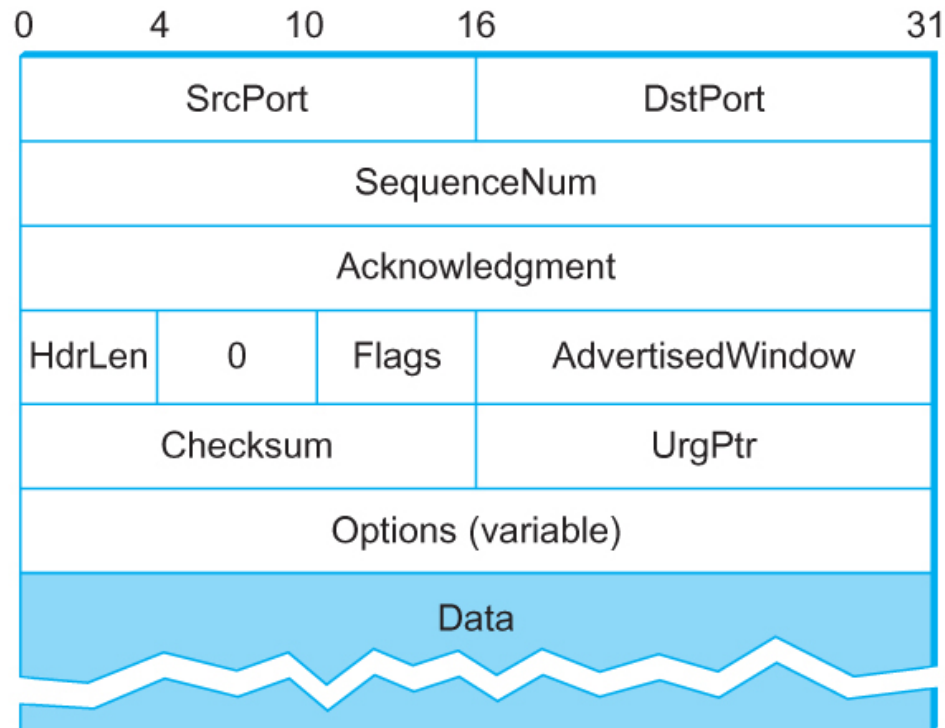 0 4 10 16 31
SrcPort DstPort
SequenceNum
Acknowledgment
HdrLen 0 Flags AdvertisedWindow
Checksum UrgPtr
Options (variable)
Data